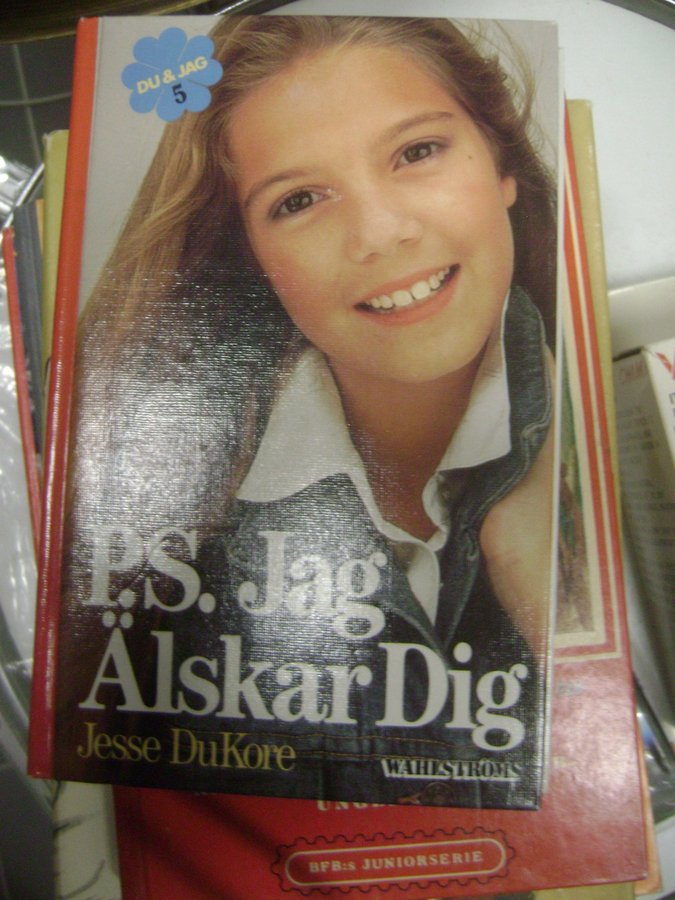 DU & JAG
5
P.S. Jag
Älskar Dig
Jesse DuKore
WAHLSTRÖMS
BFB:s JUNIORSERIE